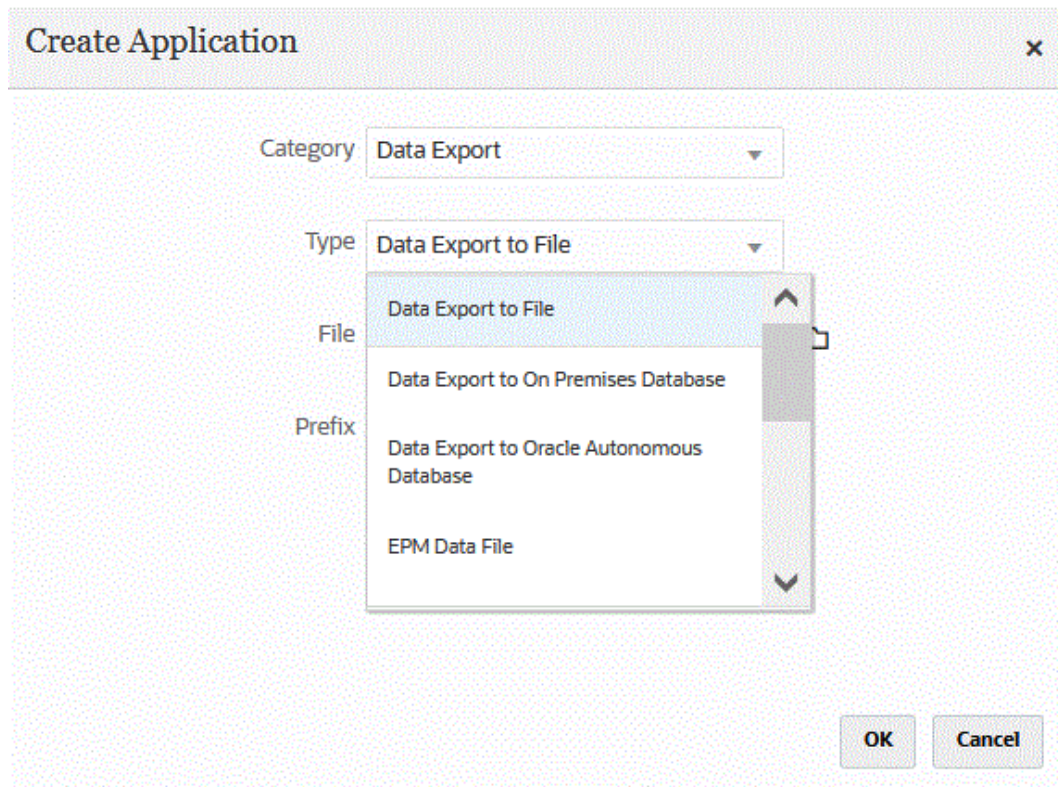 Create Application
Category Data Export
Type Data Export to File
Data Export to File
File
Data Export to On Premises Database
Prefix
Data Export to Oracle Autonomous
Database
EPM Data File
OK Cancel